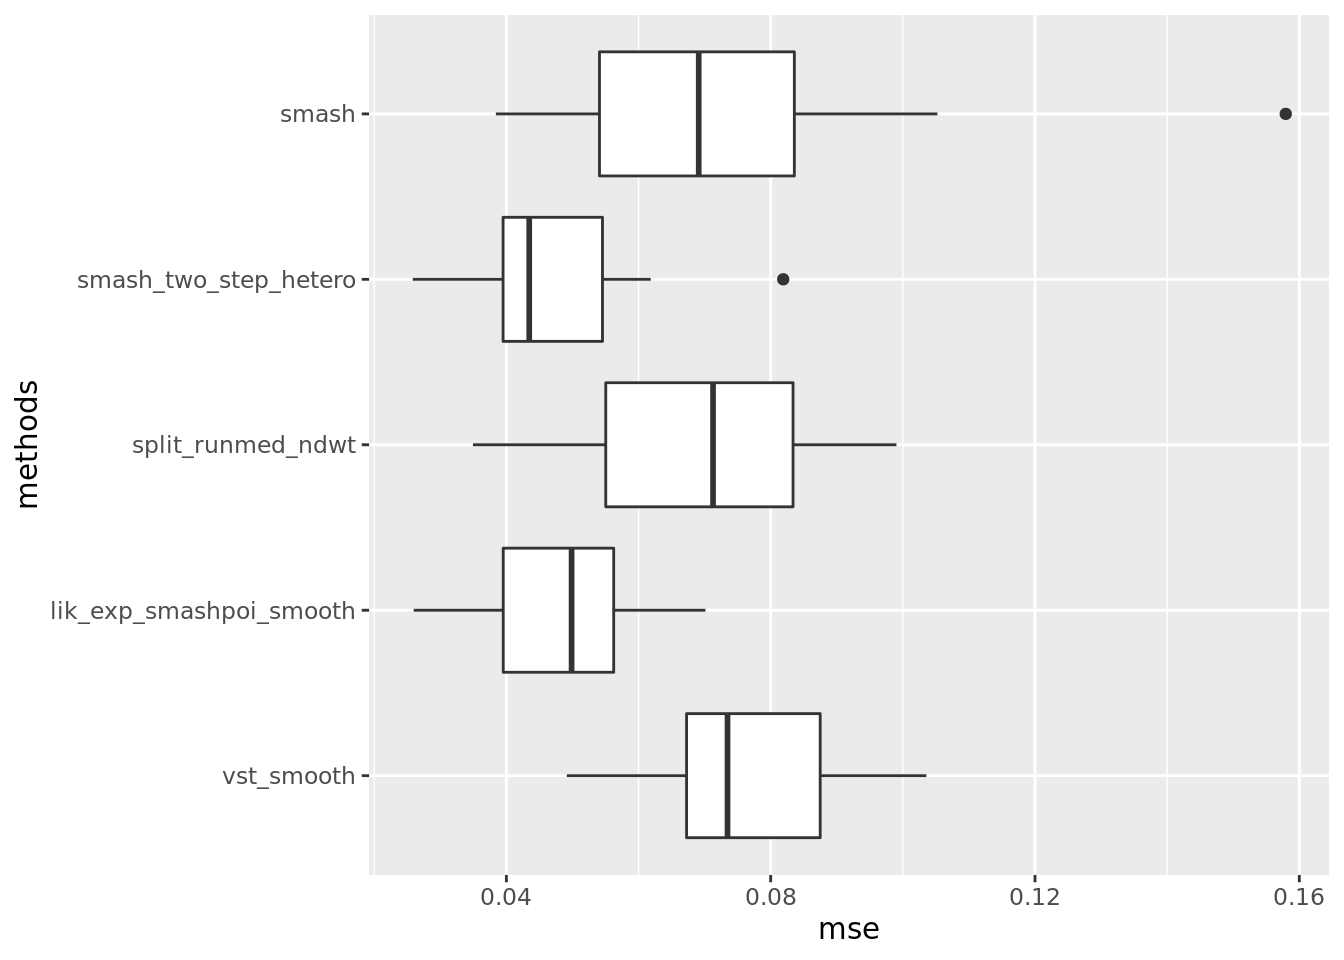 methods
smash
smash_two_step_hetero
split_runmed_ndwt
lik_exp_smashpoi_smooth
vst_smooth
0.04 0.08 0.12 0.16
mse